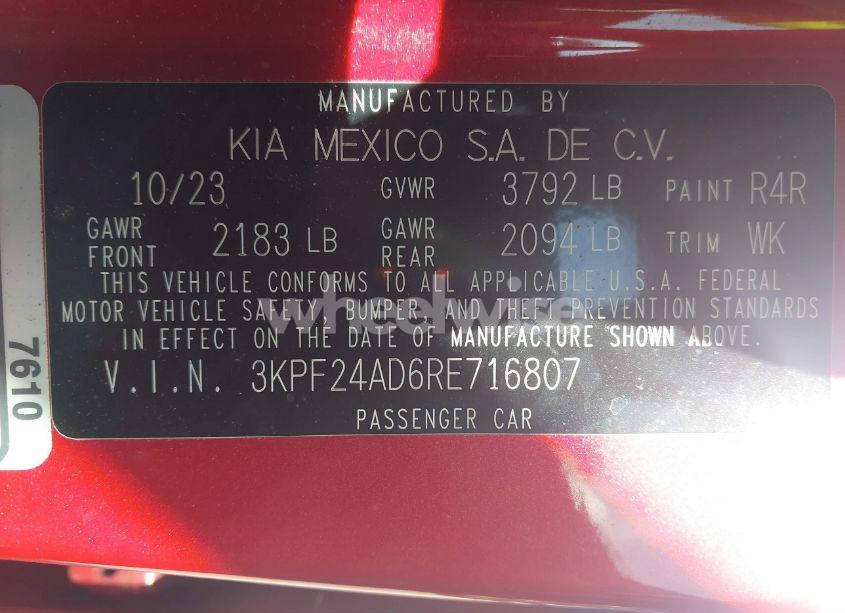 MANUFACTURED BY
KIA MEXICO S.A. DE C.V.
10/23 GVWR 3792 LB PAINT R4R
GAWR FRONT 2183 LB GAWR REAR 2094 LB TRIM WK
THIS VEHICLE CONFORMS TO ALL APPLICABLE U.S.A. FEDERAL
MOTOR VEHICLE SAFETY, BUMPER, AND THEFT PREVENTION STANDARDS
IN EFFECT ON THE DATE OF MANUFACTURE SHOWN ABOVE.
V.I.N. 3KPF24AD6RE716807
PASSENGER CAR
7610
wheelwise